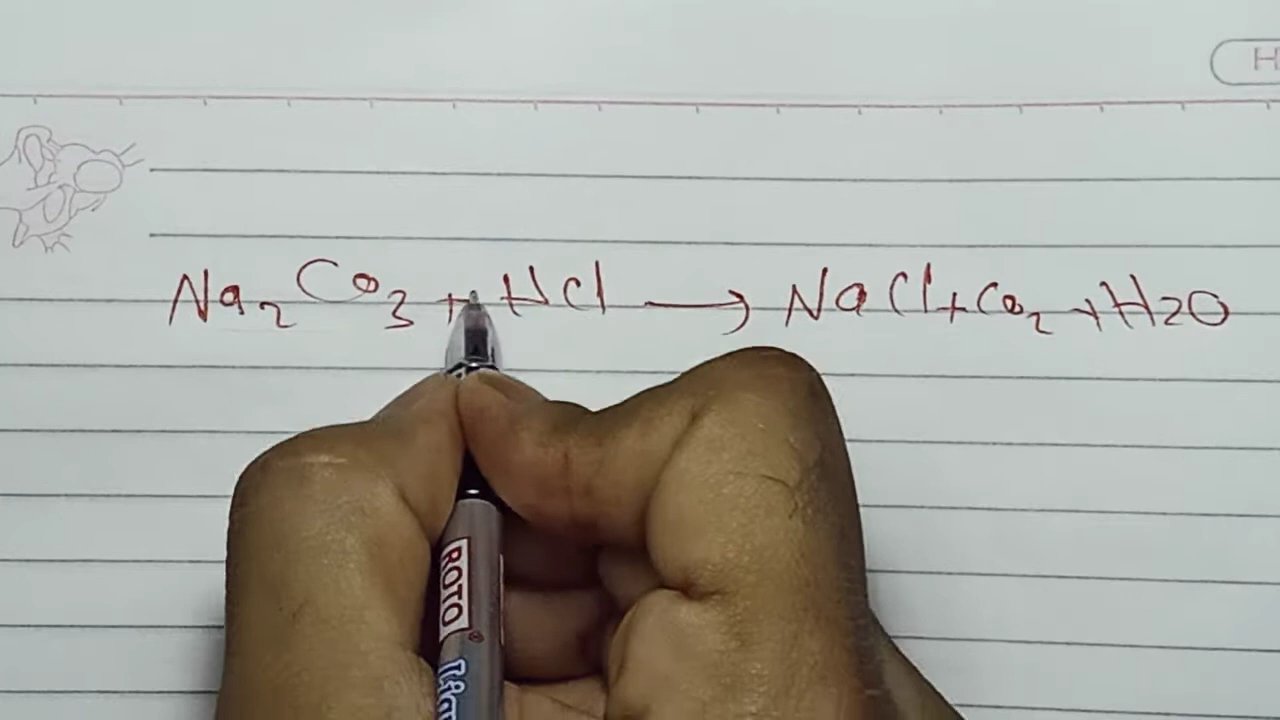 H
Na₂CO₃ + HCl → NaCl + CO₂ + H2O
ROTO